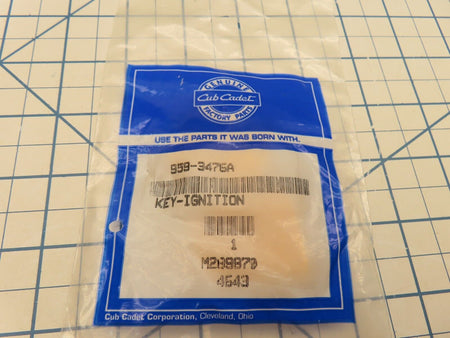 GENUINE
Cub Cadet
FACTORY PARTS
USE THE PARTS IT WAS BORN WITH.
959-3476A
KEY-IGNITION
1
M289870
4643
Cub Cadet Corporation, Cleveland, Ohio